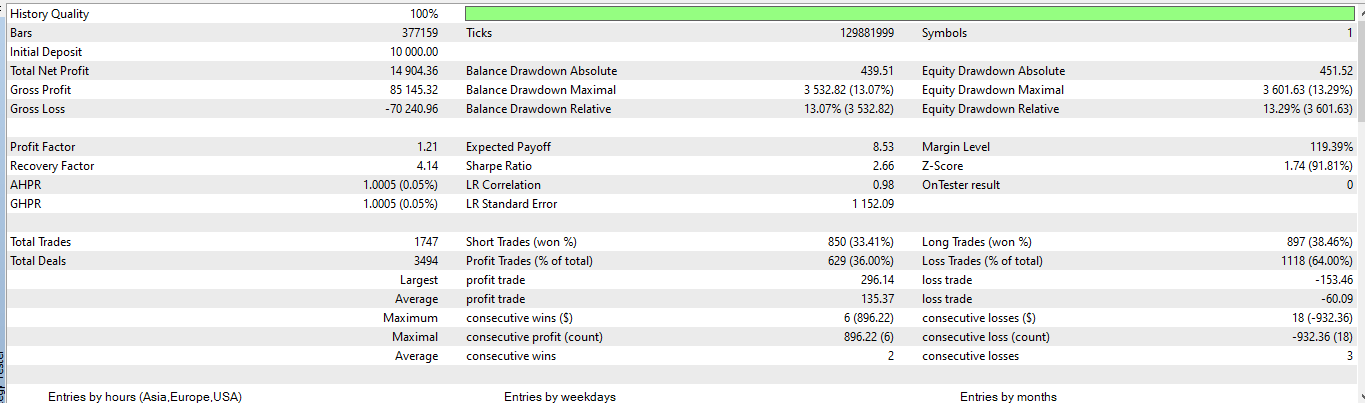 History Quality 100%
Bars 377159 Ticks 129881999 Symbols 1
Initial Deposit 10 000.00
Total Net Profit 14 904.36 Balance Drawdown Absolute 439.51 Equity Drawdown Absolute 451.52
Gross Profit 85 145.32 Balance Drawdown Maximal 3 532.82 (13.07%) Equity Drawdown Maximal 3 601.63 (13.29%)
Gross Loss -70 240.96 Balance Drawdown Relative 13.07% (3 532.82) Equity Drawdown Relative 13.29% (3 601.63)
Profit Factor 1.21 Expected Payoff 8.53 Margin Level 119.39%
Recovery Factor 4.14 Sharpe Ratio 2.66 Z-Score 1.74 (91.81%)
AHPR 1.0005 (0.05%) LR Correlation 0.98 OnTester result 0
GHPR 1.0005 (0.05%) LR Standard Error 1 152.09
Total Trades 1747 Short Trades (won %) 850 (33.41%) Long Trades (won %) 897 (38.46%)
Total Deals 3494 Profit Trades (% of total) 629 (36.00%) Loss Trades (% of total) 1118 (64.00%)
Largest profit trade 296.14 loss trade -153.46
Average profit trade 135.37 loss trade -60.09
Maximum consecutive wins ($) 6 (896.22) consecutive losses ($) 18 (-932.36)
Maximal consecutive profit (count) 896.22 (6) consecutive loss (count) -932.36 (18)
Average consecutive wins 2 consecutive losses 3
Entries by hours (Asia,Europe,USA) Entries by weekdays Entries by months